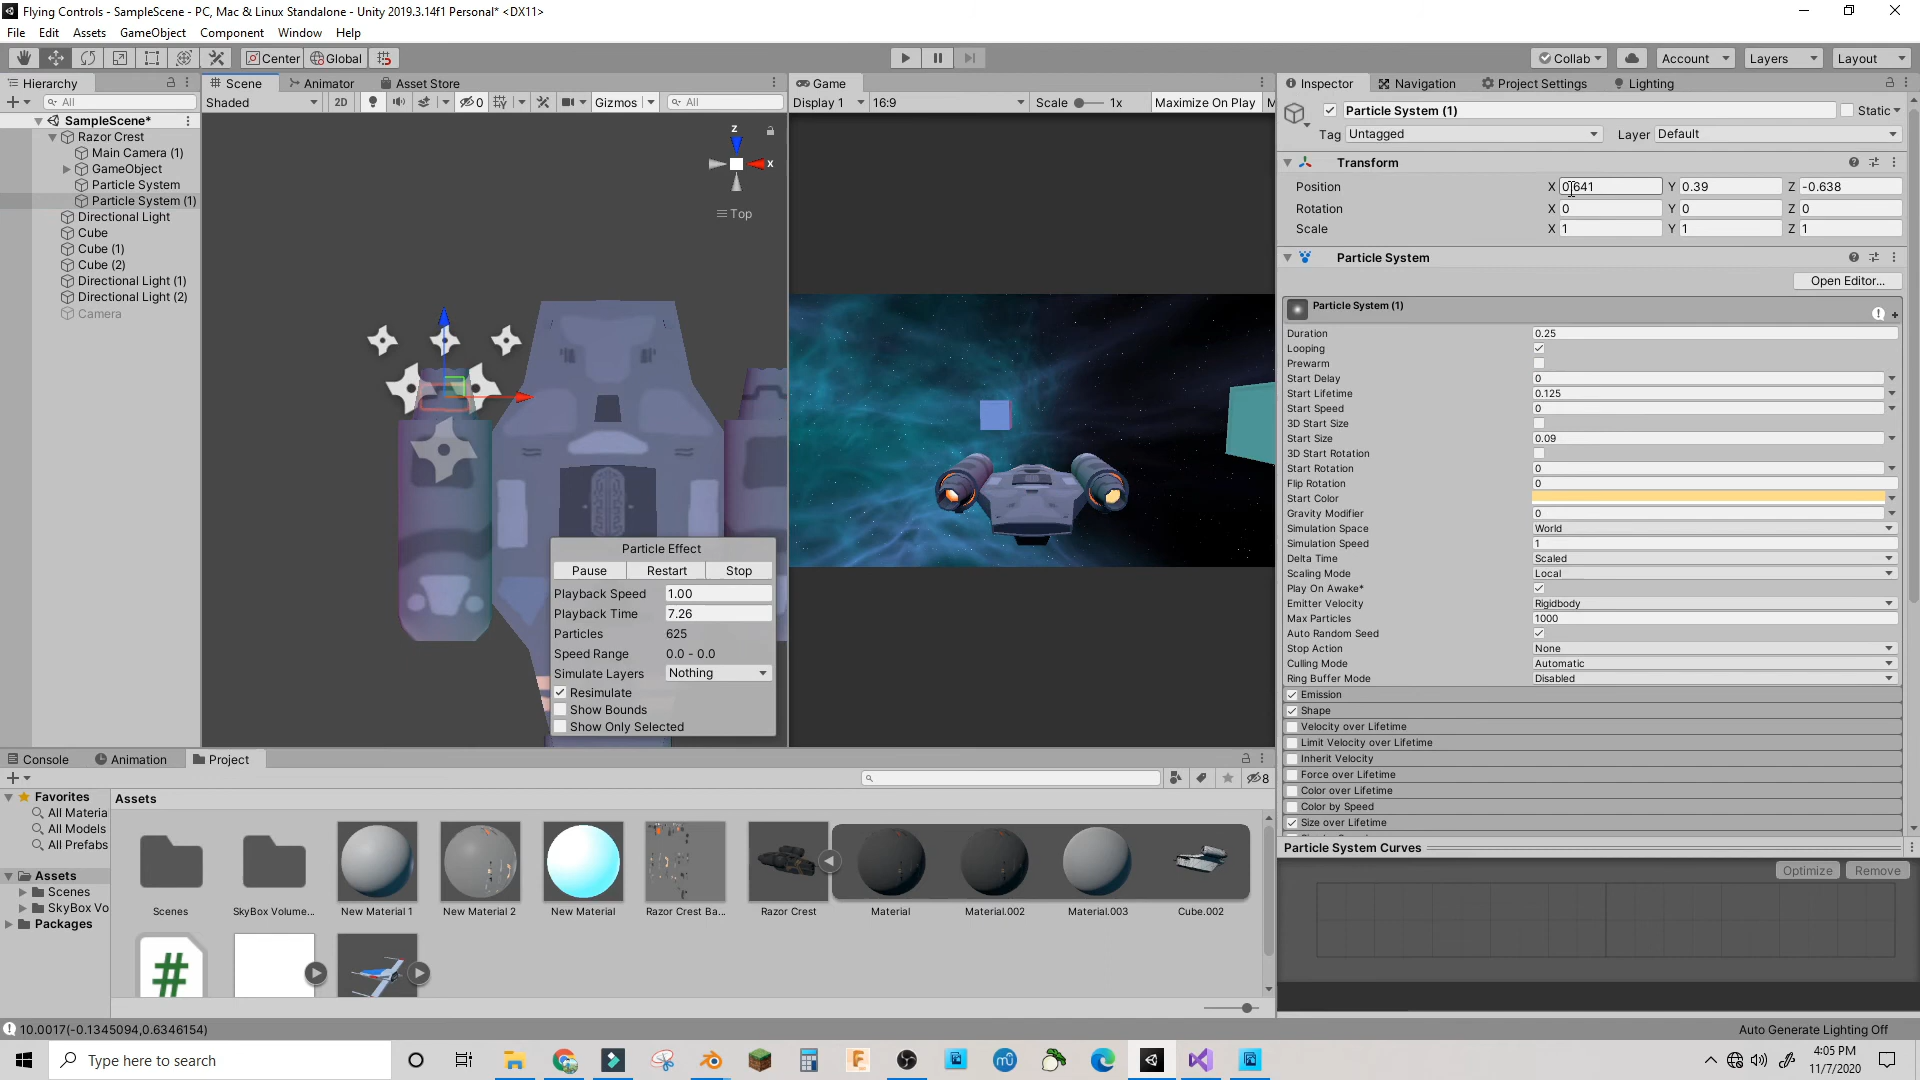 Flying Controls - SampleScene - PC, Mac & Linux Standalone - Unity 2019.3.14f1 Personal* <DX11>
File Edit Assets GameObject Component Window Help
Center Global Collab Account Layers Layout
Hierarchy
All
SampleScene*
Razor Crest
Main Camera (1)
GameObject
Particle System
Particle System (1)
Directional Light
Cube
Cube (1)
Cube (2)
Directional Light (1)
Directional Light (2)
Camera
Scene Animator Asset Store
Shaded 2D 0 Gizmos All
z
x
Top
Particle Effect
Pause Restart Stop
Playback Speed 1.00
Playback Time 7.26
Particles 625
Speed Range 0.0 - 0.0
Simulate Layers Nothing
Resimulate
Show Bounds
Show Only Selected
Game
Display 1 16:9 Scale 1x Maximize On Play M
Inspector Navigation Project Settings Lighting
Particle System (1) Static
Tag Untagged Layer Default
Transform
Position X 0.641 Y 0.39 Z -0.638
Rotation X 0 Y 0 Z 0
Scale X 1 Y 1 Z 1
Particle System
Open Editor...
Particle System (1)
Duration 0.25
Looping
Prewarm
Start Delay 0
Start Lifetime 0.125
Start Speed 0
3D Start Size
Start Size 0.09
3D Start Rotation
Start Rotation 0
Flip Rotation 0
Start Color
Gravity Modifier 0
Simulation Space World
Simulation Speed 1
Delta Time Scaled
Scaling Mode Local
Play On Awake*
Emitter Velocity Rigidbody
Max Particles 1000
Auto Random Seed
Stop Action None
Culling Mode Automatic
Ring Buffer Mode Disabled
Emission
Shape
Velocity over Lifetime
Limit Velocity over Lifetime
Inherit Velocity
Force over Lifetime
Color over Lifetime
Color by Speed
Size over Lifetime
Particle System Curves
Optimize Remove
Console Animation Project
8
Favorites
All Materia
All Models
All Prefabs
Assets
Scenes
SkyBox Vo
Packages
Assets
Scenes SkyBox Volume... New Material 1 New Material 2 New Material Razor Crest Ba... Razor Crest Material Material.002 Material.003 Cube.002
#
10.0017(-0.1345094,0.6346154)
Auto Generate Lighting Off
Type here to search
4:05 PM
11/7/2020